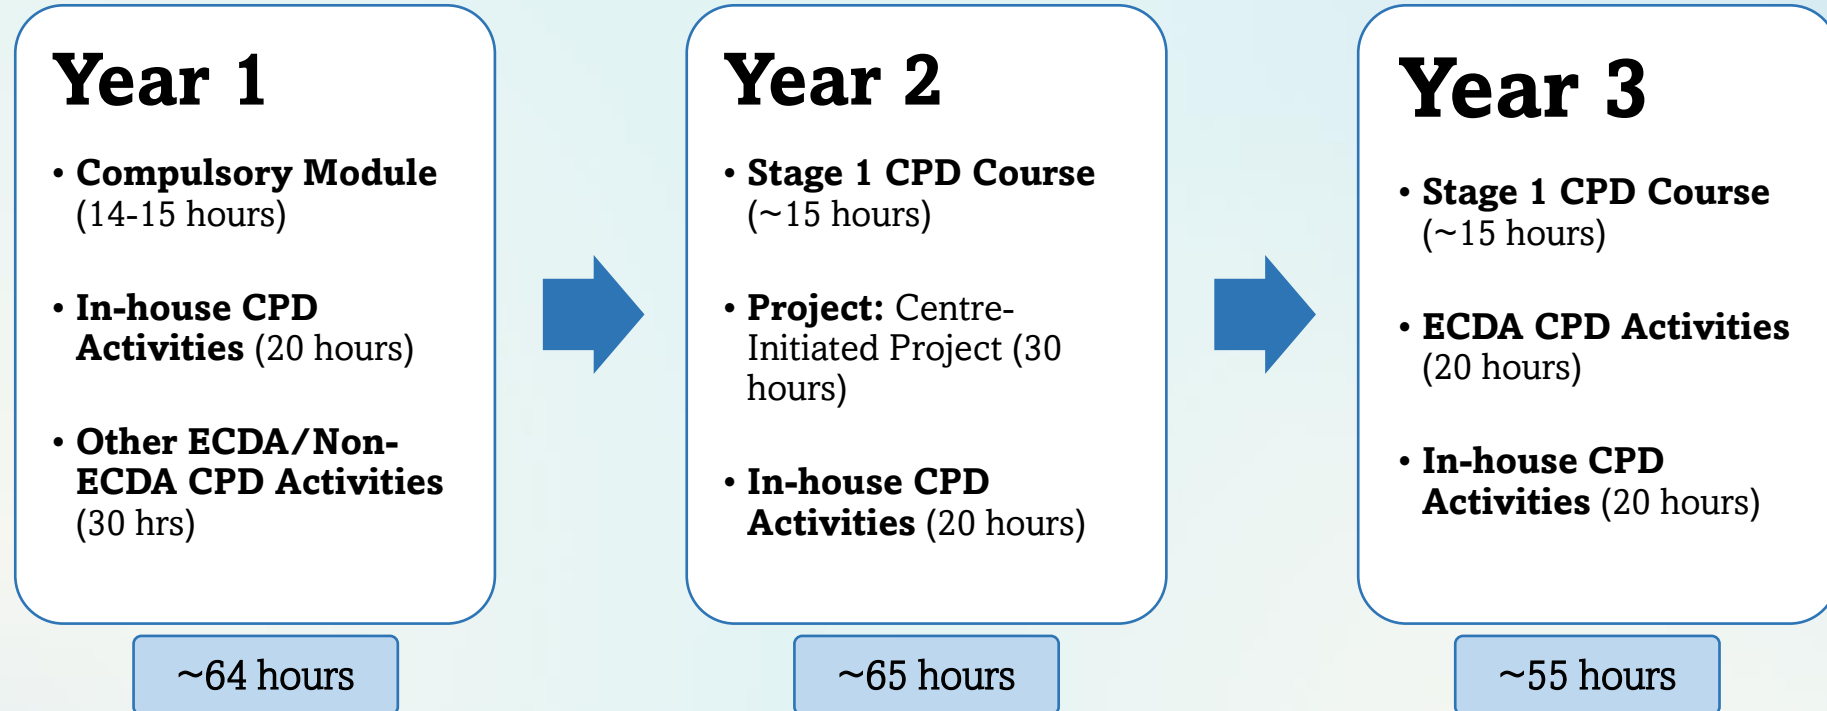 Year 1
• Compulsory Module
(14-15 hours)
• In-house CPD
Activities (20 hours)
• Other ECDA/Non-
ECDA CPD Activities
(30 hrs)
~64 hours
Year 2
• Stage 1 CPD Course
(~15 hours)
• Project: Centre-
Initiated Project (30
hours)
• In-house CPD
Activities (20 hours)
~65 hours
Year 3
• Stage 1 CPD Course
(~15 hours)
• ECDA CPD Activities
(20 hours)
• In-house CPD
Activities (20 hours)
~55 hours